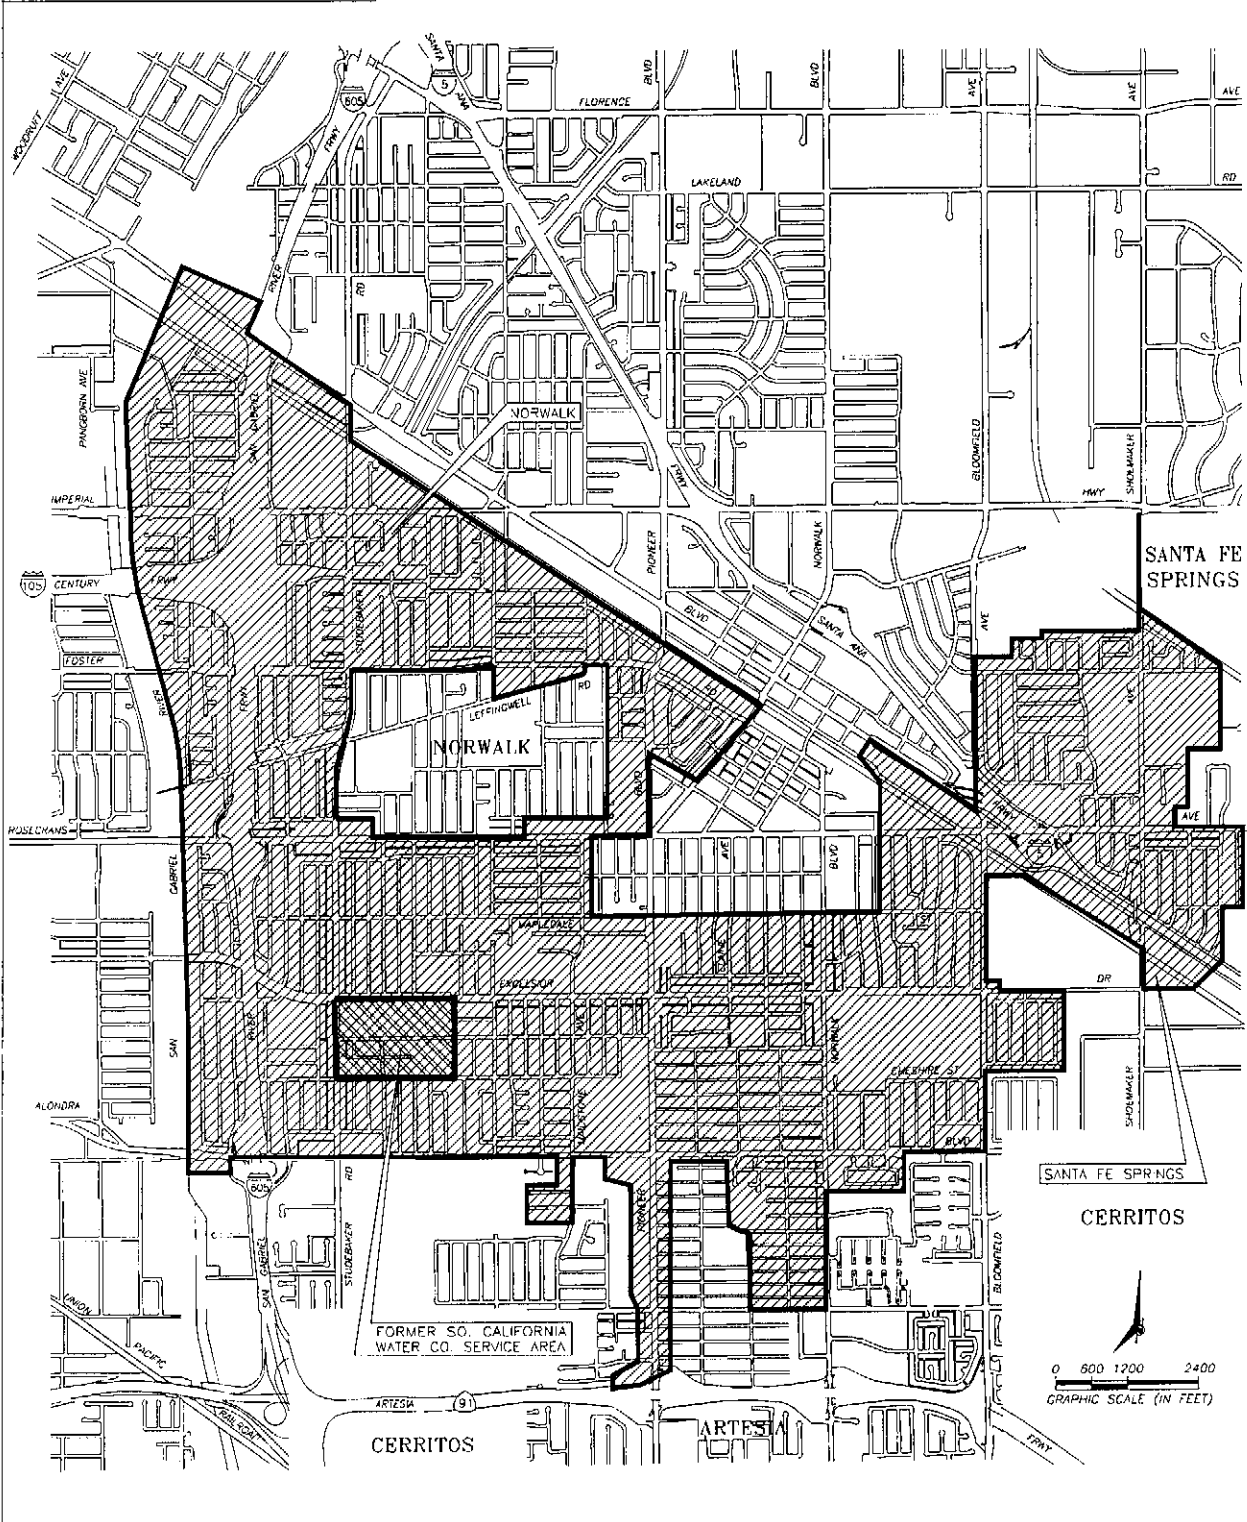 WOODRUFF AVE
605
FRWY
SANTA
5
ANA
FLORENCE
BLVD
BLVD
AVE
AVE
AVE
LAKELAND
RD
RIVER
RD
PANGBORN AVE
SAN GABRIEL
NORWALK
FRWY
BLOOMFIELD
SHOEMAKER
IMPERIAL
HWY
PIONEER
NORWALK
SANTA FE
SPRINGS
105
CENTURY
FRWY
STUDEBAKER
BLVD
SANTA
ANA
AVE
FOSTER
RIVER
FRWY
LEFFINGWELL
RD
RD
AVE
NORWALK
BLVD
FRWY
ROSECRANS
AVE
AVE
BLVD
GABRIEL
MAPLEDALE
ST
EXCELSIOR
DR
SAN
RIVER
AVE
NORWALK
CHESHIRE ST
SHOEMAKER
ALONDRA
BLVD
605
RD
SANTA FE SPRINGS
PIONEER
CERRITOS
STUDEBAKER
SAN GABRIEL
BLOOMFIELD
UNION
PACIFIC
RAILROAD
FORMER SO. CALIFORNIA
WATER CO. SERVICE AREA
0 600 1200 2400
GRAPHIC SCALE (IN FEET)
ARTESIA
91
ARTESIA
CERRITOS
FRWY